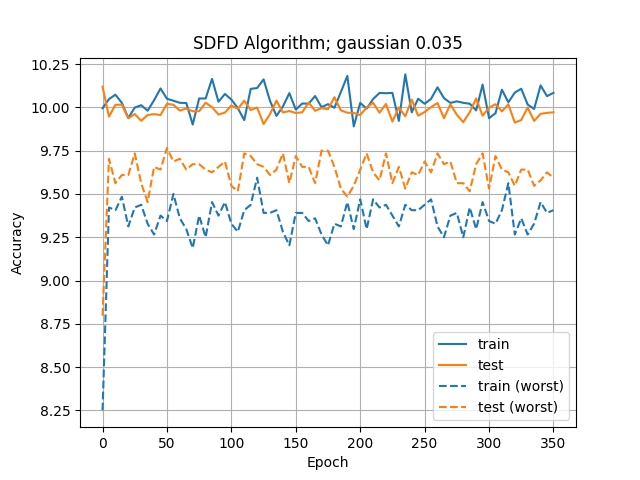 SDFD Algorithm; gaussian 0.035
10.25
10.00
9.75
9.50
9.25
9.00
8.75
8.50
8.25
Accuracy
0 50 100 150 200 250 300 350
Epoch
train
test
train (worst)
test (worst)